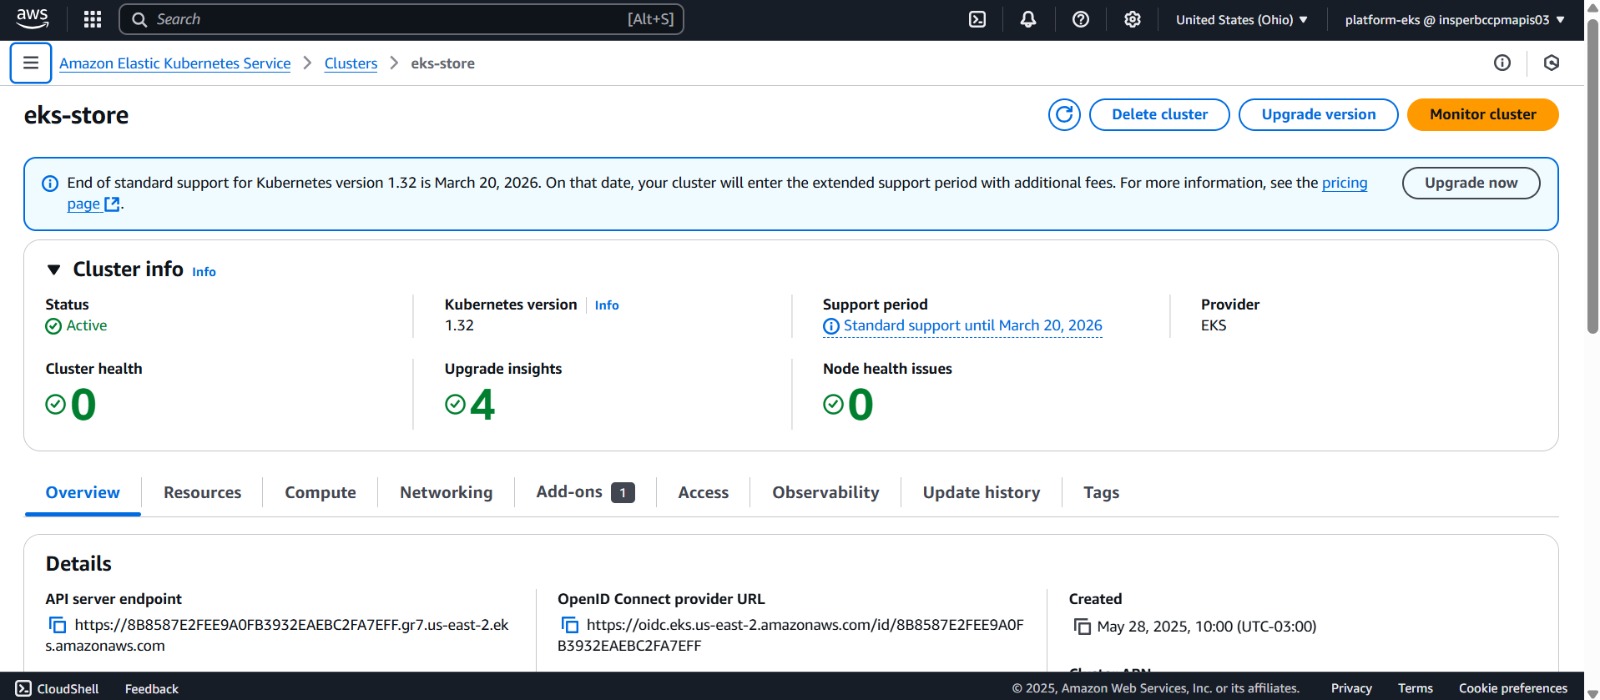 aws
Search
[Alt+S]
United States (Ohio)
platform-eks @ insperbccpmapis03
Amazon Elastic Kubernetes Service
Clusters
eks-store
eks-store
Delete cluster
Upgrade version
Monitor cluster
End of standard support for Kubernetes version 1.32 is March 20, 2026. On that date, your cluster will enter the extended support period with additional fees. For more information, see the pricing
page.
Upgrade now
Cluster info Info
Status
Active
Kubernetes version Info
1.32
Support period
Standard support until March 20, 2026
Provider
EKS
Cluster health
0
Upgrade insights
4
Node health issues
0
Overview
Resources
Compute
Networking
Add-ons 1
Access
Observability
Update history
Tags
Details
API server endpoint
https://8B8587E2FEE9A0FB3932EAEBC2FA7EFF.gr7.us-east-2.ek
s.amazonaws.com
OpenID Connect provider URL
https://oidc.eks.us-east-2.amazonaws.com/id/8B8587E2FEE9A0F
B3932EAEBC2FA7EFF
Created
May 28, 2025, 10:00 (UTC-03:00)
Cluster ARN
CloudShell
Feedback
© 2025, Amazon Web Services, Inc. or its affiliates.
Privacy
Terms
Cookie preferences